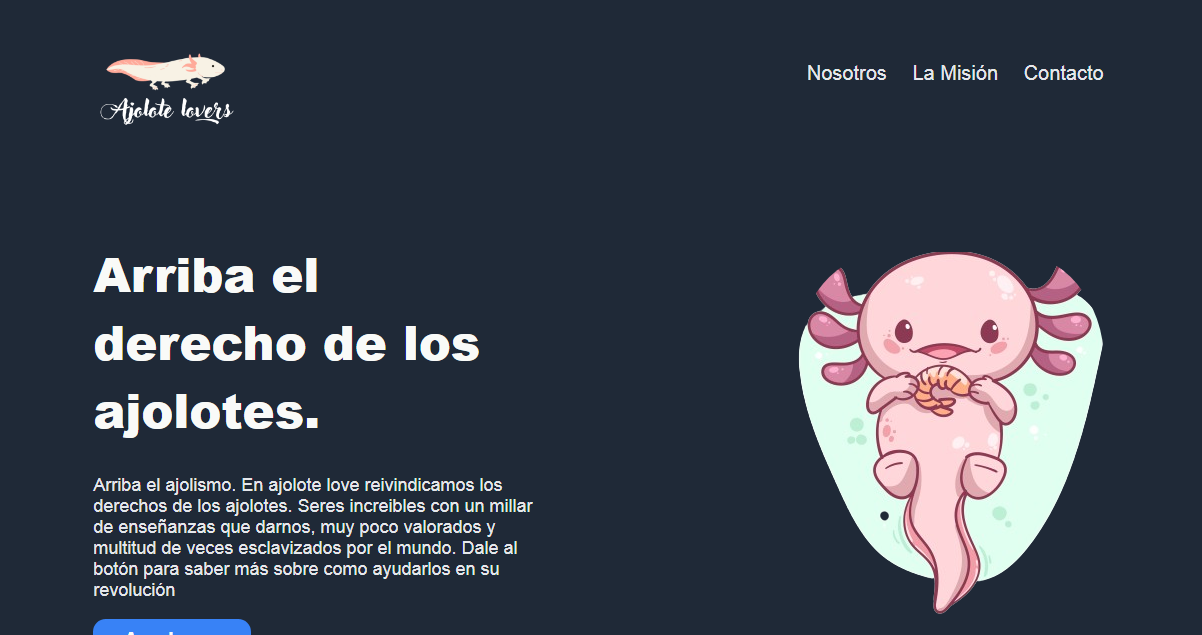 Ajolote lovers
Nosotros La Misión Contacto
Arriba el
derecho de los
ajolotes.
Arriba el ajolismo. En ajolote love reivindicamos los
derechos de los ajolotes. Seres increibles con un millar
de enseñanzas que darnos, muy poco valorados y
multitud de veces esclavizados por el mundo. Dale al
botón para saber más sobre como ayudarlos en su
revolución